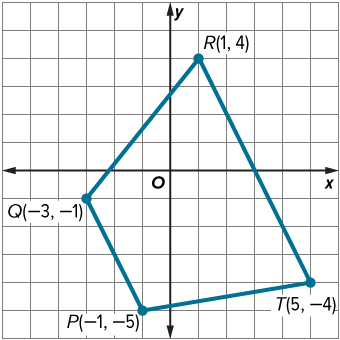 y
R(1, 4)
O
x
Q(−3, −1)
T(5, −4)
P(−1, −5)